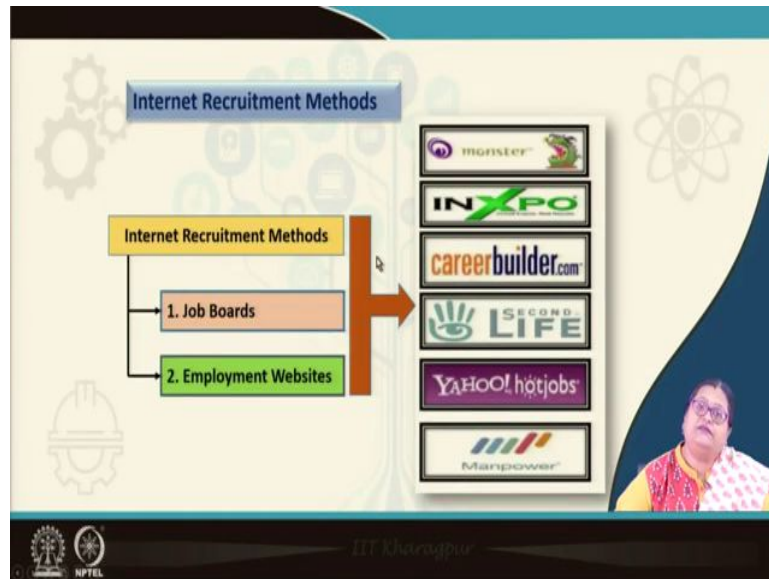 Internet Recruitment Methods
Internet Recruitment Methods
1. Job Boards
2. Employment Websites
monster
INXPO
careerbuilder.com
SECOND LIFE
YAHOO! hotjobs
Manpower
IIT Kharagpur
NPTEL